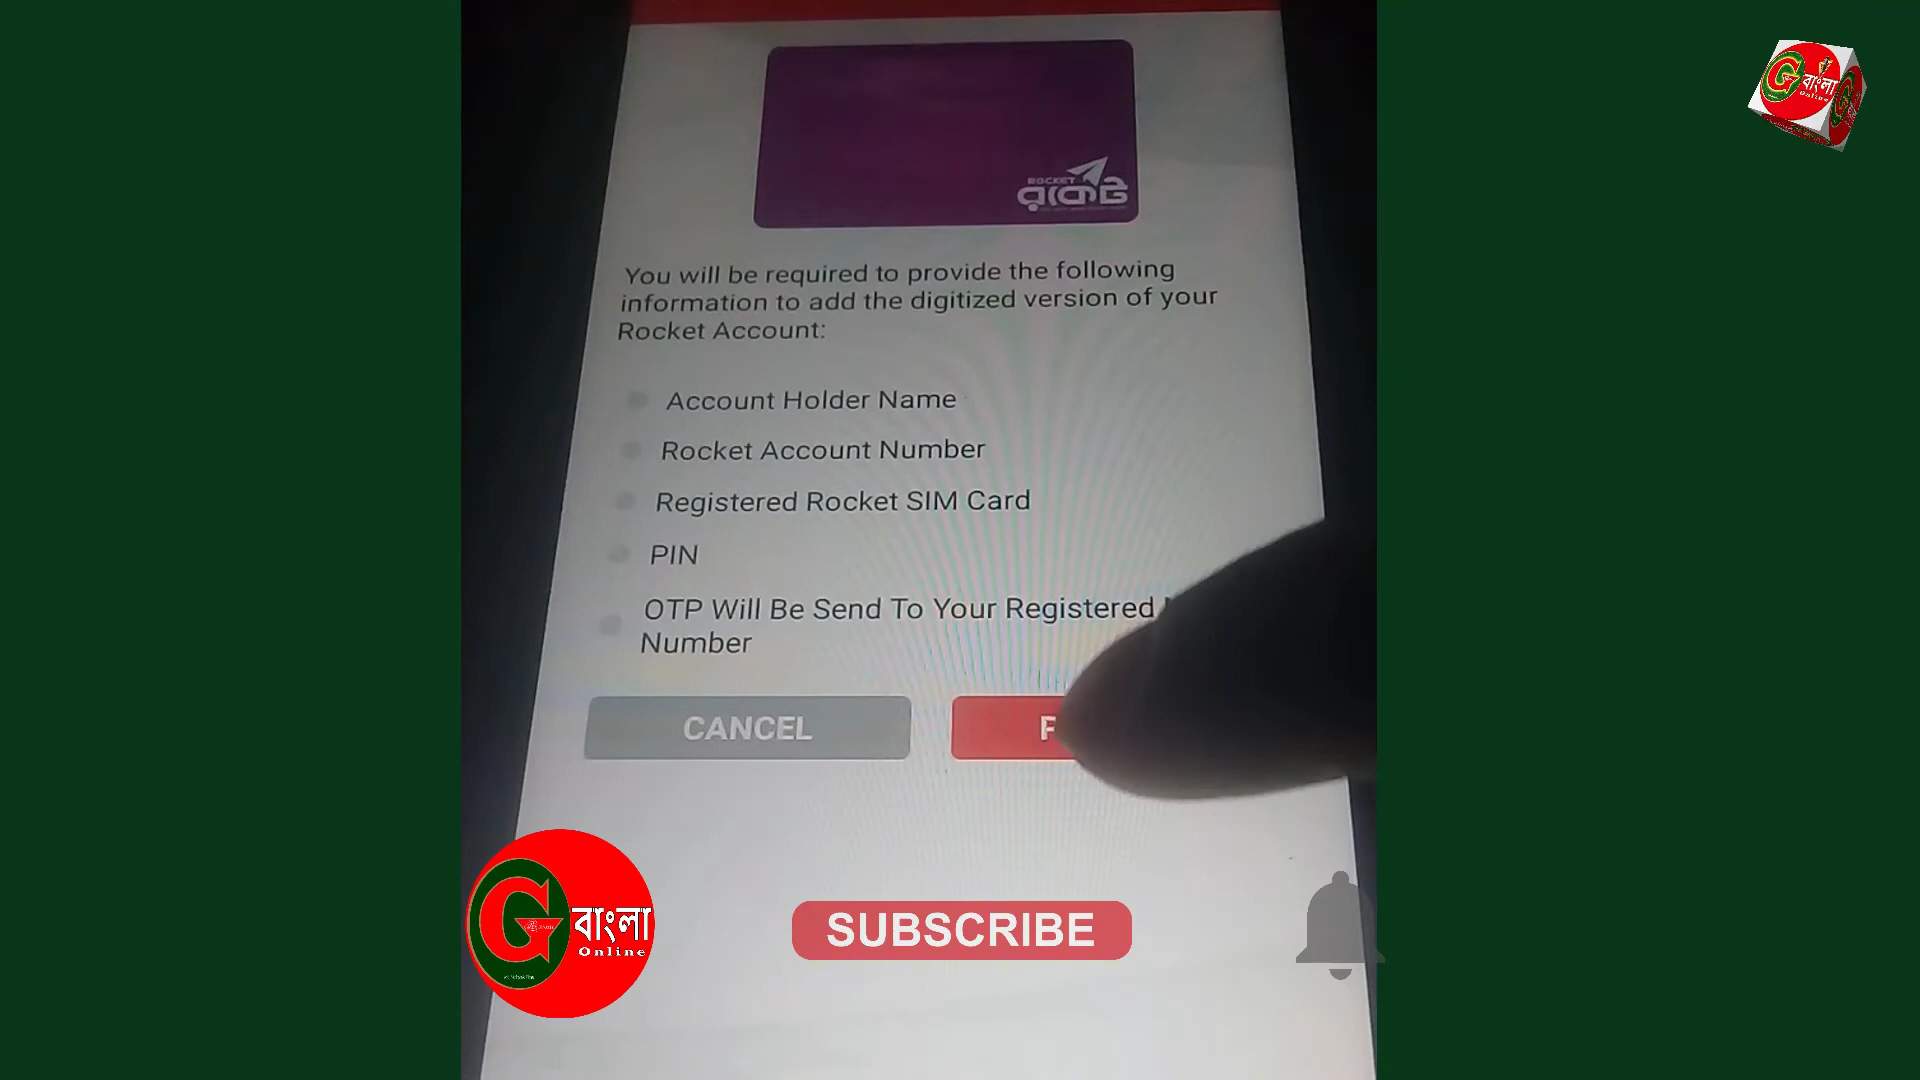 G বাংলা
Online
ROCKET
রকেট
You will be required to provide the following
information to add the digitized version of your
Rocket Account:
Account Holder Name
Rocket Account Number
Registered Rocket SIM Card
PIN
OTP Will Be Send To Your Registered
Number
CANCEL
G বাংলা
Online
SUBSCRIBE